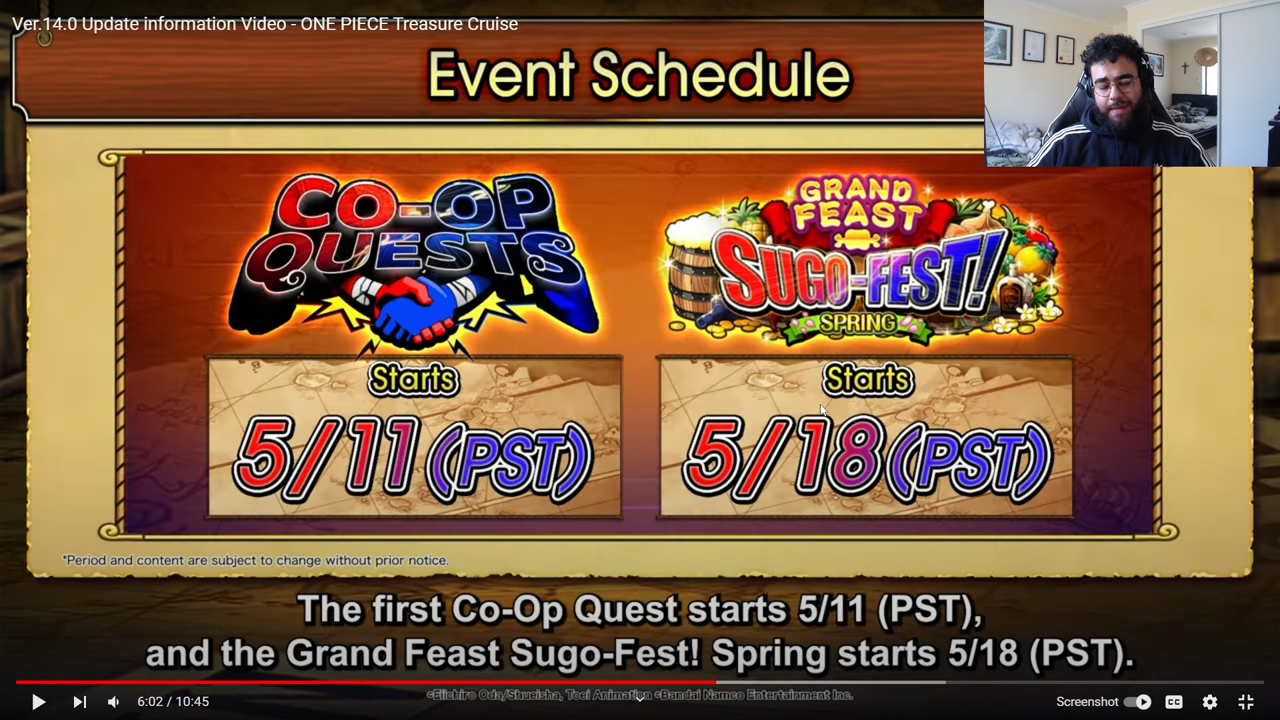 Ver.14.0 Update information Video - ONE PIECE Treasure Cruise
Event Schedule
CO-OP
QUESTS
GRAND
FEAST
SUGO-FEST!
SPRING
Starts
5/11 (PST)
Starts
5/18 (PST)
*Period and content are subject to change without prior notice.
The first Co-Op Quest starts 5/11 (PST),
and the Grand Feast Sugo-Fest! Spring starts 5/18 (PST).
©Eiichiro Oda/Shueisha, Toei Animation ©Bandai Namco Entertainment Inc.
6:02 / 10:45
Screenshot
CC